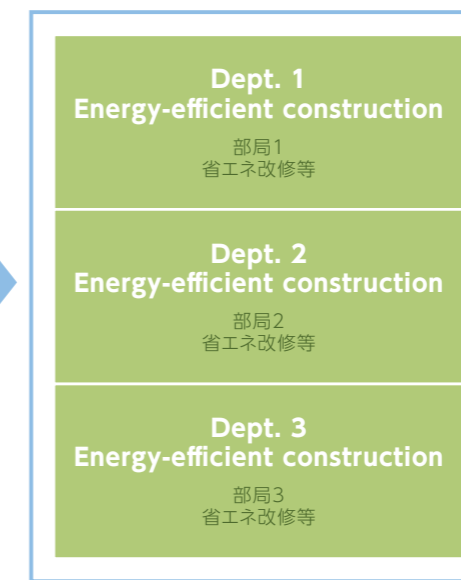 Dept. 1
Energy-efficient construction
部局1
省エネ改修等
Dept. 2
Energy-efficient construction
部局2
省エネ改修等
Dept. 3
Energy-efficient construction
部局3
省エネ改修等